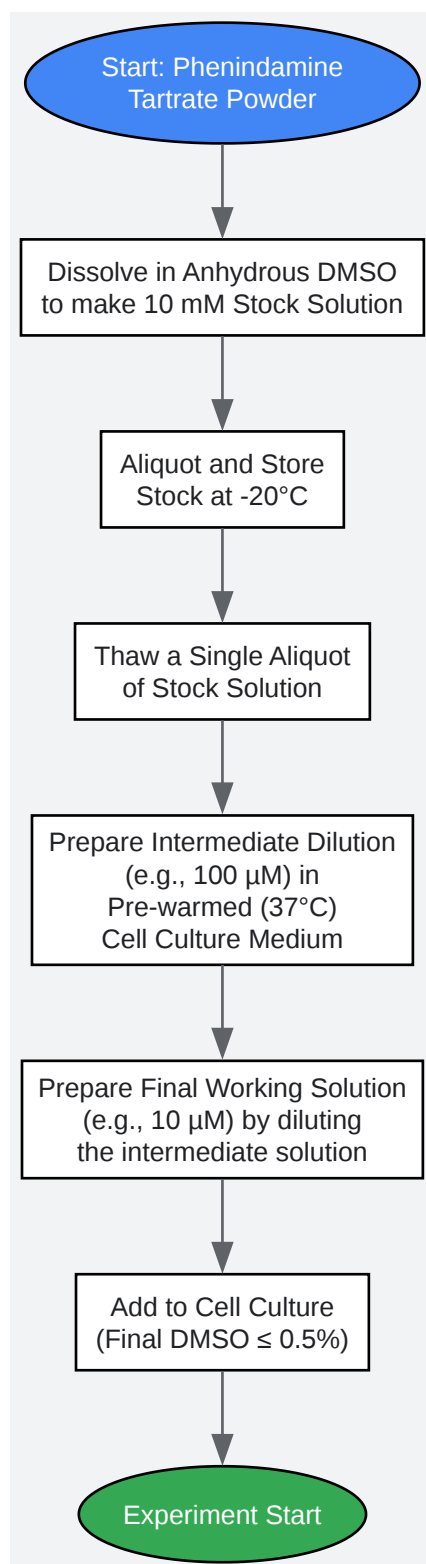 Start: Phenindamine
Tartrate Powder
Dissolve in Anhydrous DMSO
to make 10 mM Stock Solution
Aliquot and Store
Stock at -20°C
Thaw a Single Aliquot
of Stock Solution
Prepare Intermediate Dilution
(e.g., 100 µM) in
Pre-warmed (37°C)
Cell Culture Medium
Prepare Final Working Solution
(e.g., 10 µM) by diluting
the intermediate solution
Add to Cell Culture
(Final DMSO ≤ 0.5%)
Experiment Start